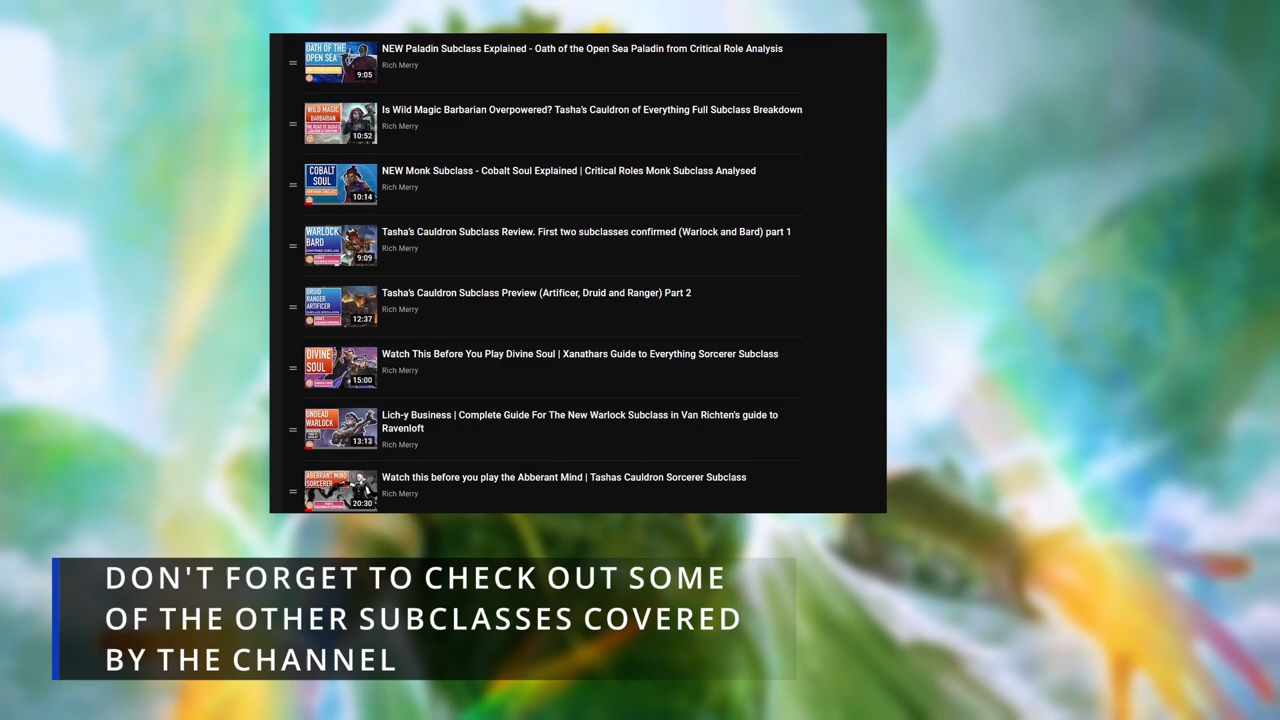 OATH OF THE
OPEN SEA
9:05
NEW Paladin Subclass Explained - Oath of the Open Sea Paladin from Critical Role Analysis
Rich Merry
WILD MAGIC
BARBARIAN
10:52
Is Wild Magic Barbarian Overpowered? Tasha's Cauldron of Everything Full Subclass Breakdown
Rich Merry
COBALT
SOUL
10:14
NEW Monk Subclass - Cobalt Soul Explained | Critical Roles Monk Subclass Analysed
Rich Merry
WARLOCK
BARD
9:09
Tasha's Cauldron Subclass Review. First two subclasses confirmed (Warlock and Bard) part 1
Rich Merry
DRUID
RANGER
ARTIFICER
12:37
Tasha's Cauldron Subclass Preview (Artificer, Druid and Ranger) Part 2
Rich Merry
DIVINE
SOUL
15:00
Watch This Before You Play Divine Soul | Xanathars Guide to Everything Sorcerer Subclass
Rich Merry
UNDEAD
WARLOCK
13:13
Lich-y Business | Complete Guide For The New Warlock Subclass in Van Richten's guide to
Ravenloft
Rich Merry
ABERRANT MIND
SORCERER
20:30
Watch this before you play the Abberant Mind | Tashas Cauldron Sorcerer Subclass
Rich Merry
DON'T FORGET TO CHECK OUT SOME
OF THE OTHER SUBCLASSES COVERED
BY THE CHANNEL